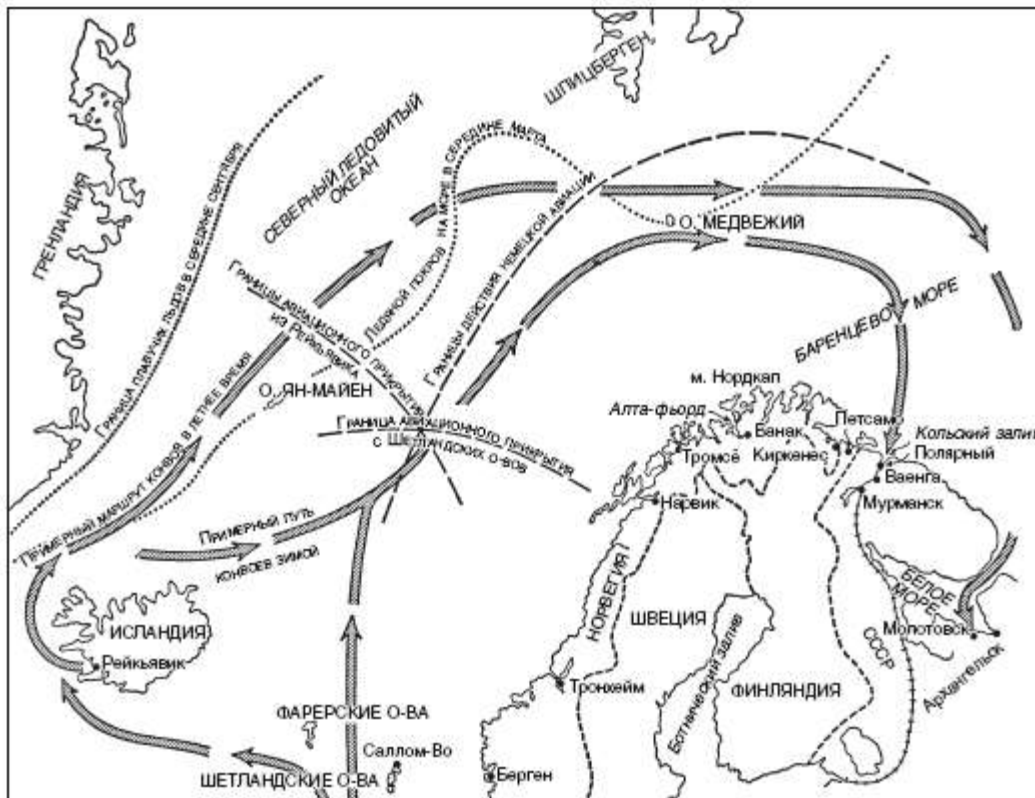 ГРЕНЛАНДИЯ
ГРАНИЦА ПЛАВУЧИХ ЛЬДОВ В СЕРЕДИНЕ СЕНТЯБРЯ
СЕВЕРНЫЙ ЛЕДОВИТЫЙ
ОКЕАН
ШПИЦБЕРГЕН
ЛЕДЯНОЙ ПОКРОВ НА МОРЕ В СЕРЕДИНЕ МАРТА
ГРАНИЦЫ ДЕЙСТВИЯ НЕМЕЦКОЙ АВИАЦИИ
О. МЕДВЕЖИЙ
БАРЕНЦЕВО МОРЕ
ГРАНИЦЫ АВИАЦИОННОГО ПРИКРЫТИЯ
ИЗ РЕЙКЬЯВИКА
О. ЯН-МАЙЕН
ГРАНИЦА АВИАЦИОННОГО ПРИКРЫТИЯ
С ШЕТЛАНДСКИХ О-ВОВ
ПРИМЕРНЫЙ МАРШРУТ КОНВОЯ В ЛЕТНЕЕ ВРЕМЯ
ПРИМЕРНЫЙ ПУТЬ
КОНВОЕВ ЗИМОЙ
м. Нордкап
Алта-фьорд
Банак
Петсамо
Кольский залив
Тромсё
Киркенес
Полярный
Ваенга
Мурманск
Нарвик
ИСЛАНДИЯ
Рейкьявик
НОРВЕГИЯ
ШВЕЦИЯ
Ботнический залив
ФИНЛЯНДИЯ
СССР
БЕЛОЕ
МОРЕ
Молотовск
Архангельск
Тронхейм
ФАРЕРСКИЕ О-ВА
Саллом-Во
ШЕТЛАНДСКИЕ О-ВА
Берген